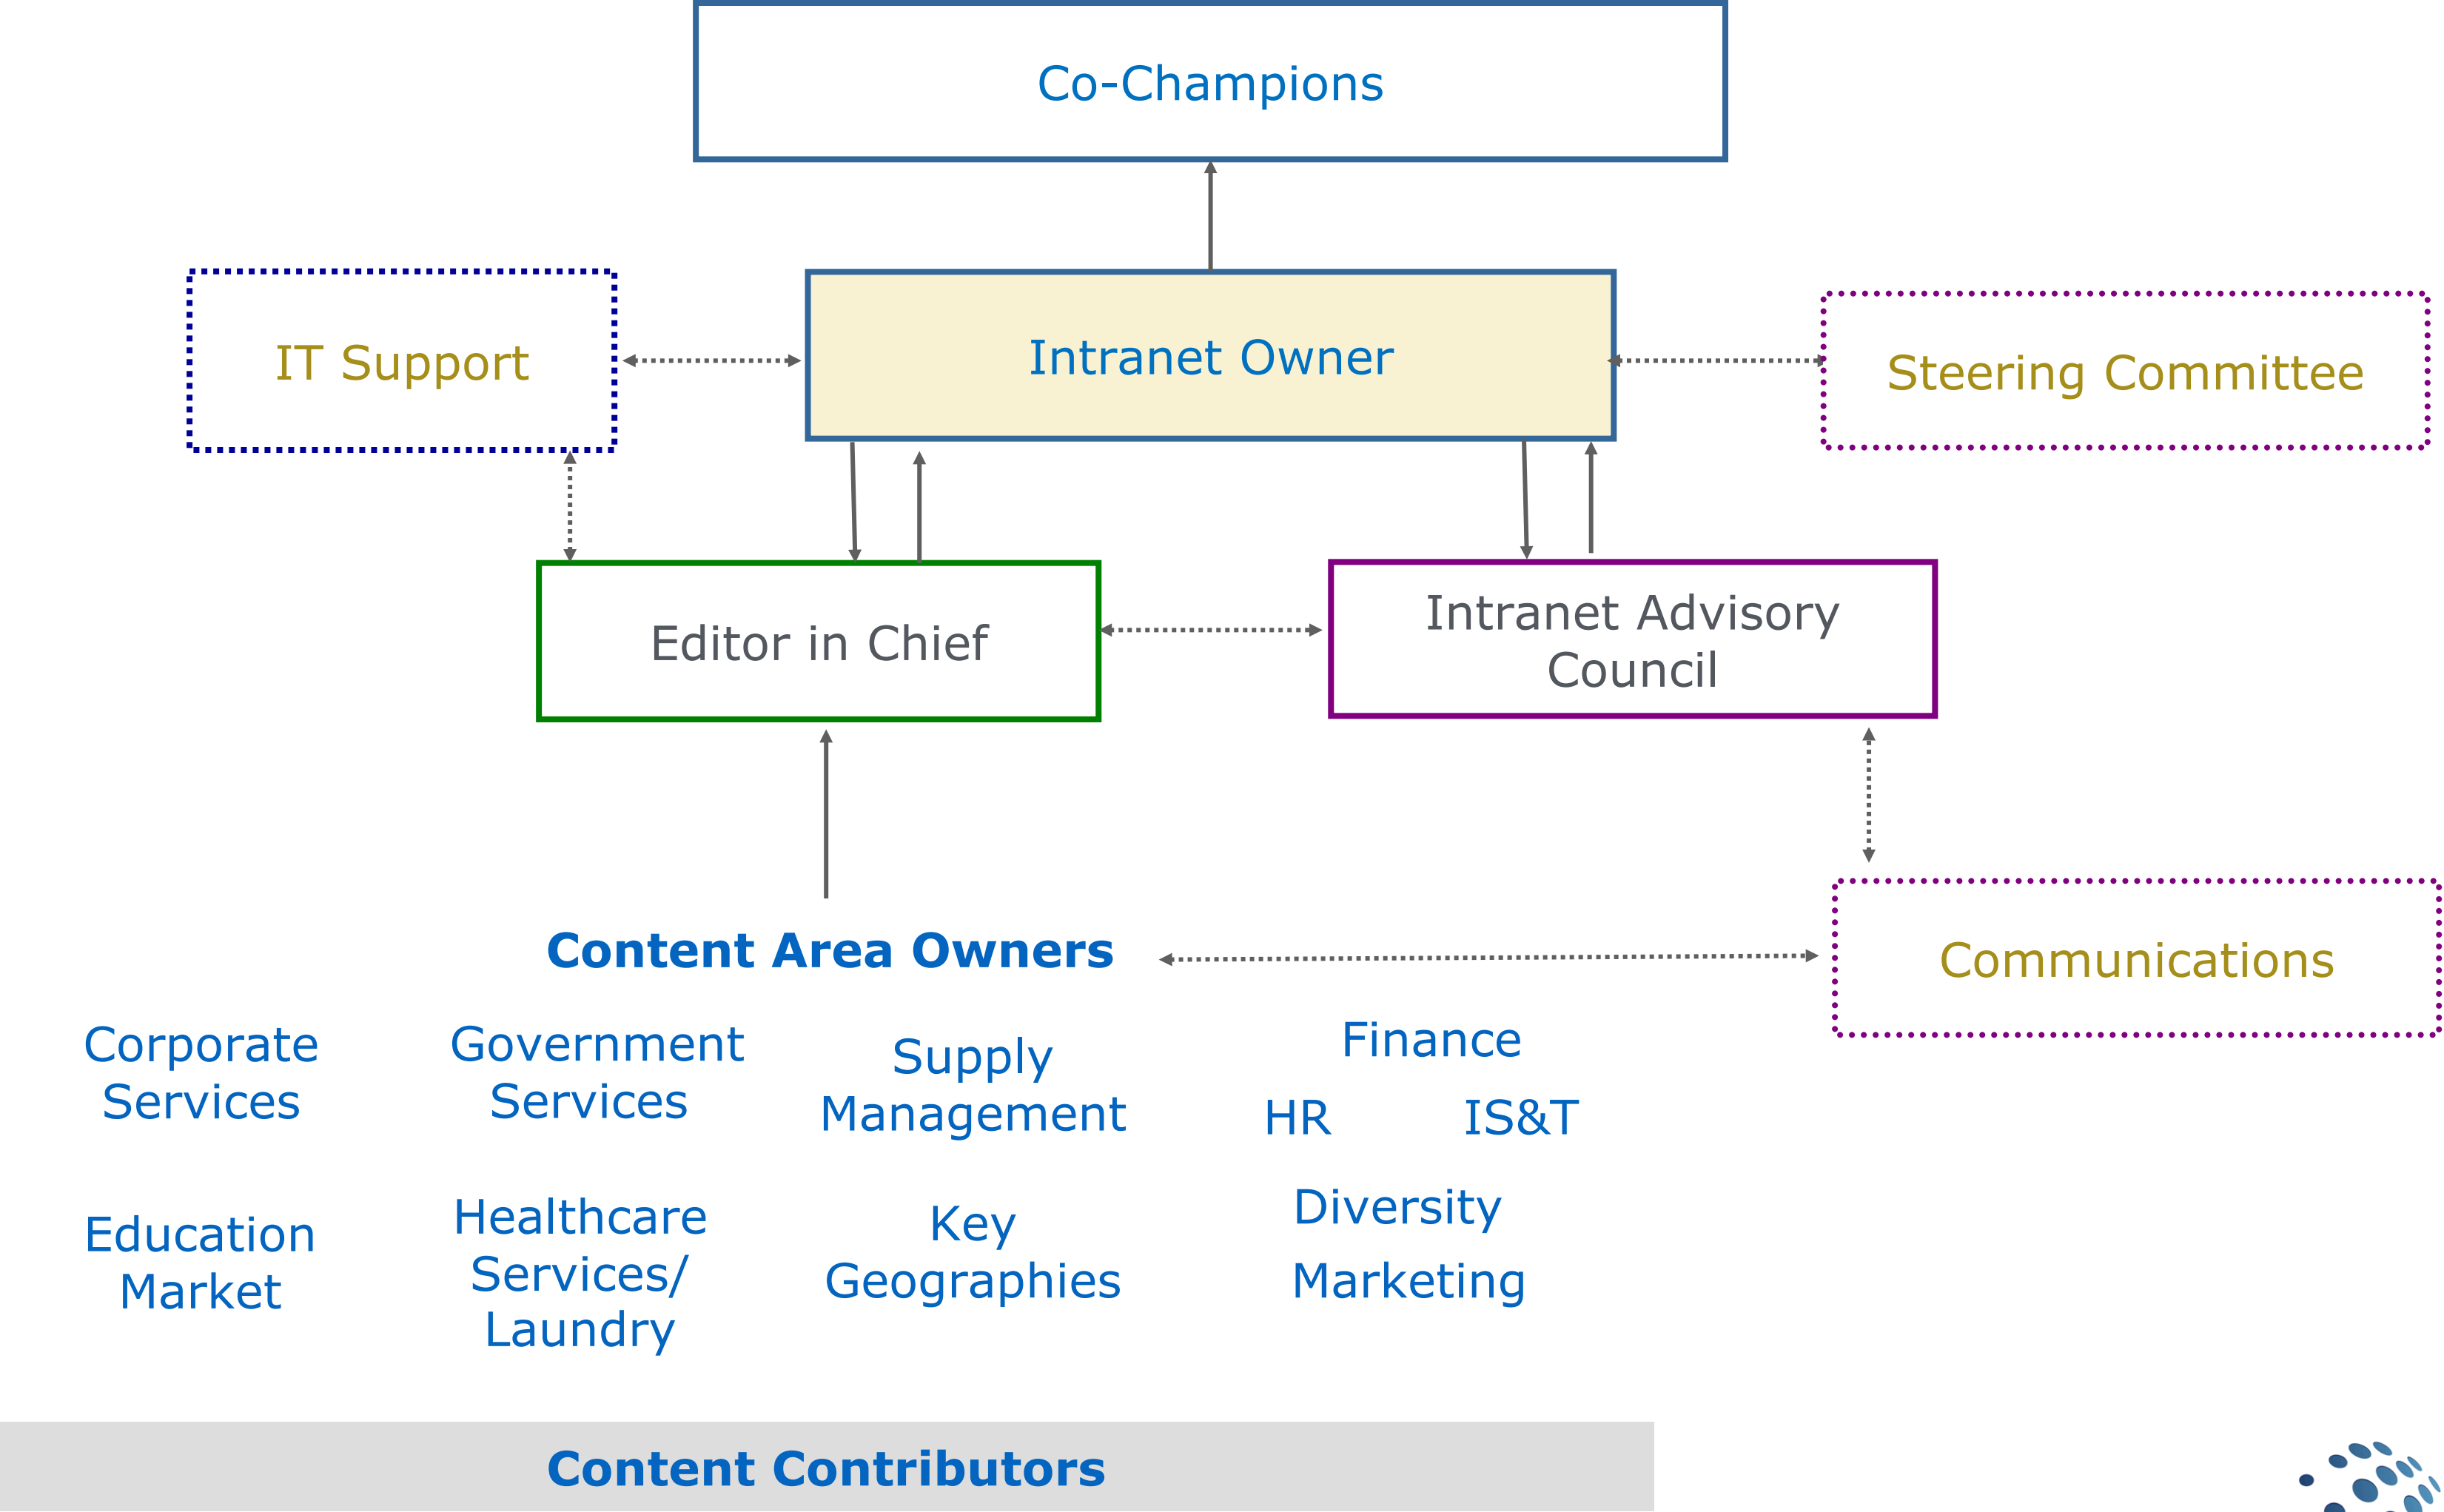 Co-Champions
IT Support
Intranet Owner
Steering Committee
Editor in Chief
Intranet Advisory
Council
Content Area Owners
Communications
Corporate
Services
Government
Services
Supply
Management
Finance
HR
IS&T
Education
Market
Healthcare
Services/
Laundry
Key
Geographies
Diversity
Marketing
Content Contributors